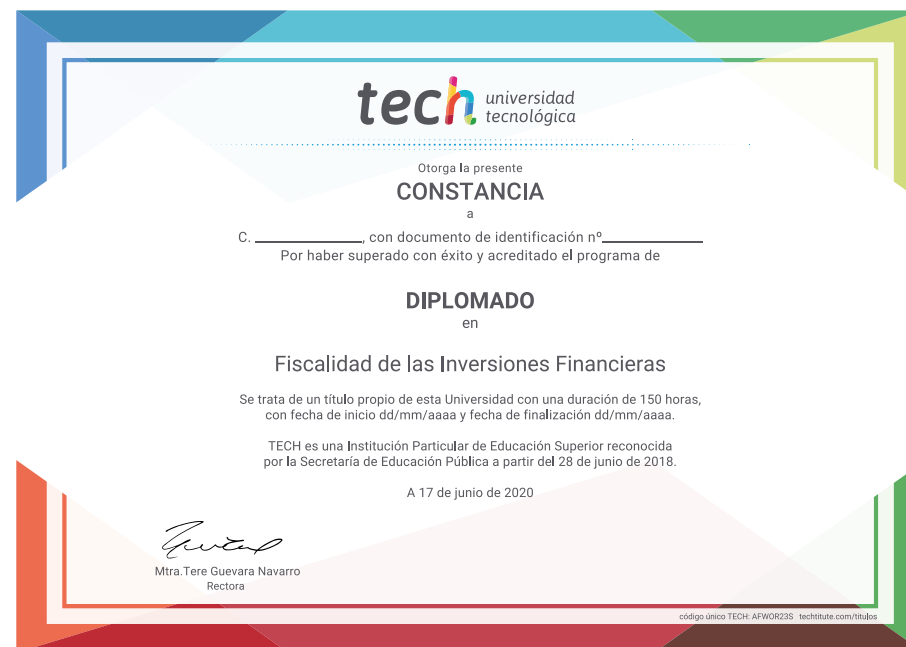 tech universidad
tecnológica
Otorga la presente
CONSTANCIA
a
C. ____________, con documento de identificación nº____________
Por haber superado con éxito y acreditado el programa de
DIPLOMADO
en
Fiscalidad de las Inversiones Financieras
Se trata de un título propio de esta Universidad con una duración de 150 horas,
con fecha de inicio dd/mm/aaaa y fecha de finalización dd/mm/aaaa.
TECH es una Institución Particular de Educación Superior reconocida
por la Secretaría de Educación Pública a partir del 28 de junio de 2018.
A 17 de junio de 2020
Mtra.Tere Guevara Navarro
Rectora
código único TECH: AFWOR23S techtitute.com/titulos